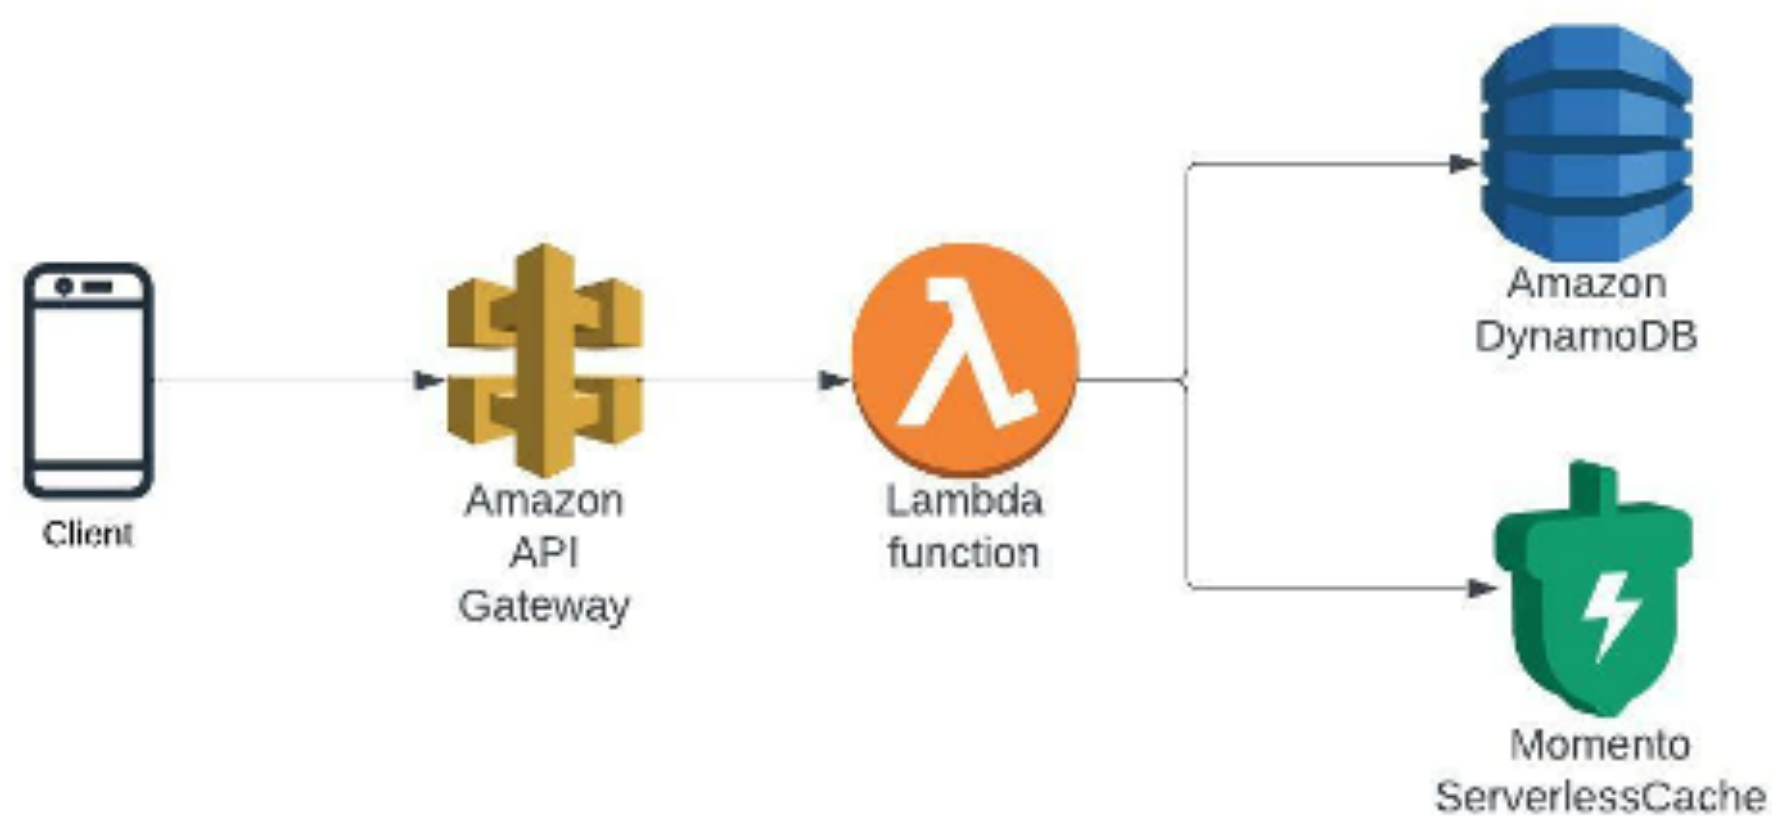 Client
Amazon
API
Gateway
Lambda
function
Amazon
DynamoDB
Momento
ServerlessCache